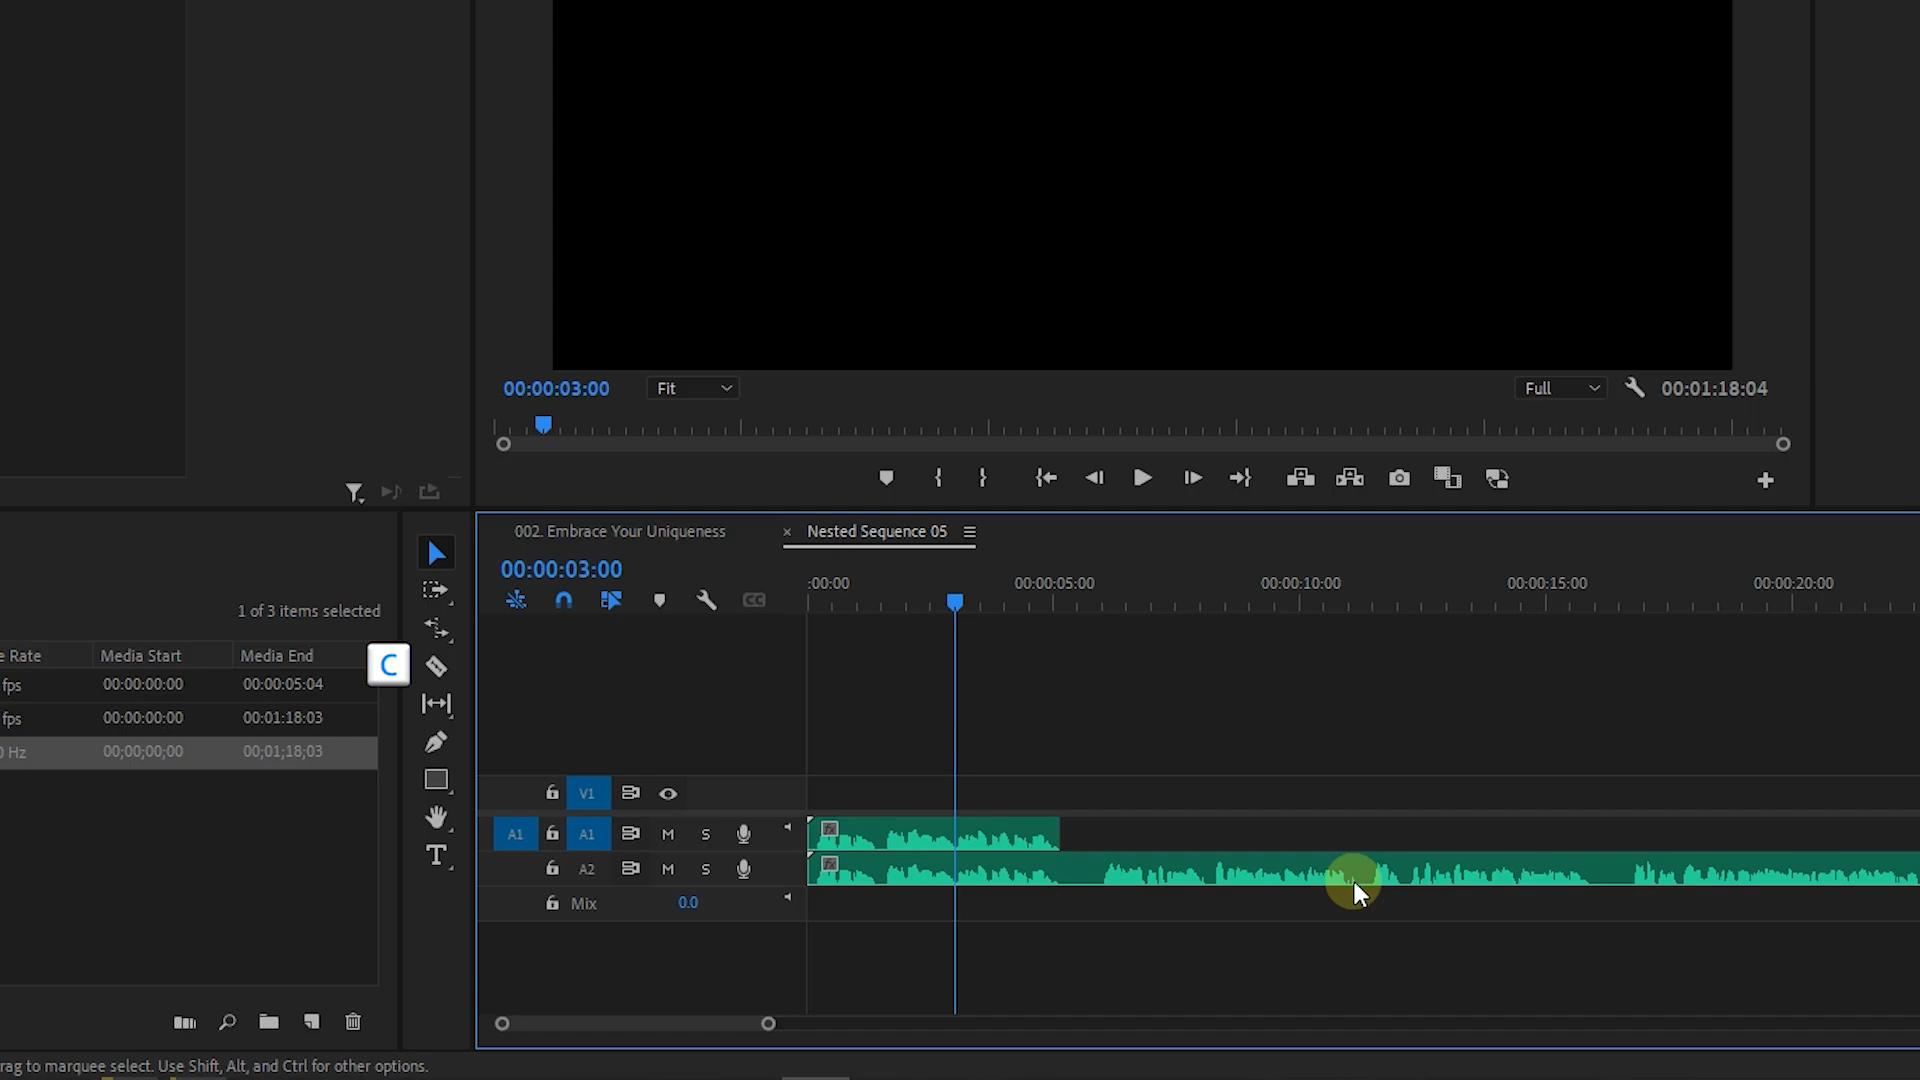 00:00:03:00
Fit
Full
00:01:18:04
002. Embrace Your Uniqueness
× Nested Sequence 05
00:00:03:00
:00:00
00:00:05:00
00:00:10:00
00:00:15:00
00:00:20:00
CC
1 of 3 items selected
e Rate
Media Start
Media End
C
fps
00:00:00:00
00:00:05:04
fps
00:00:00:00
00:01:18:03
0 Hz
00;00;00;00
00;01;18;03
V1
A1
A1
M
S
fx
A2
M
S
fx
Mix
0.0
T
rag to marquee select. Use Shift, Alt, and Ctrl for other options.